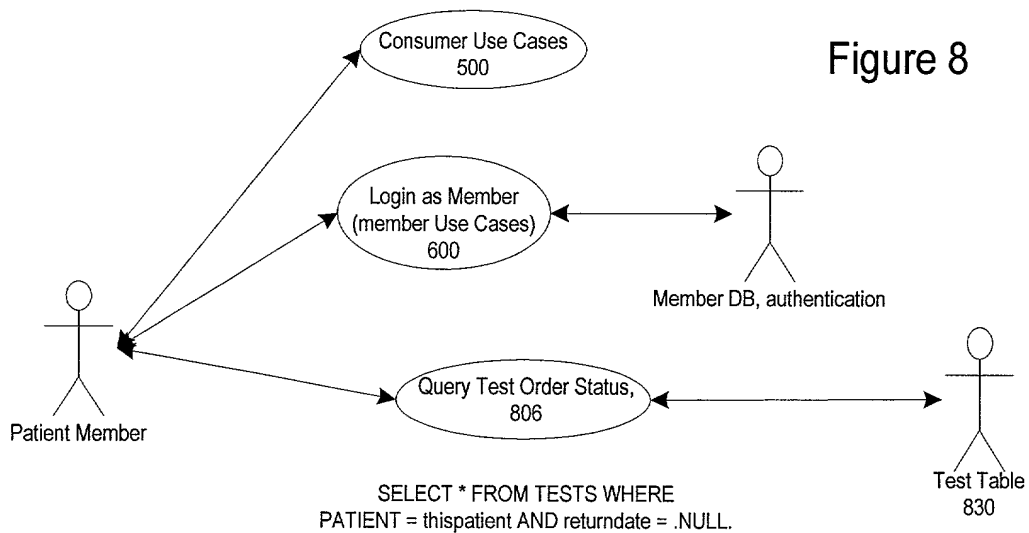 Consumer Use Cases
500
Figure 8
Login as Member
(member Use Cases)
600
Member DB, authentication
Patient Member
Query Test Order Status,
806
Test Table
830
SELECT * FROM TESTS WHERE
PATIENT = thispatient AND returndate = .NULL.